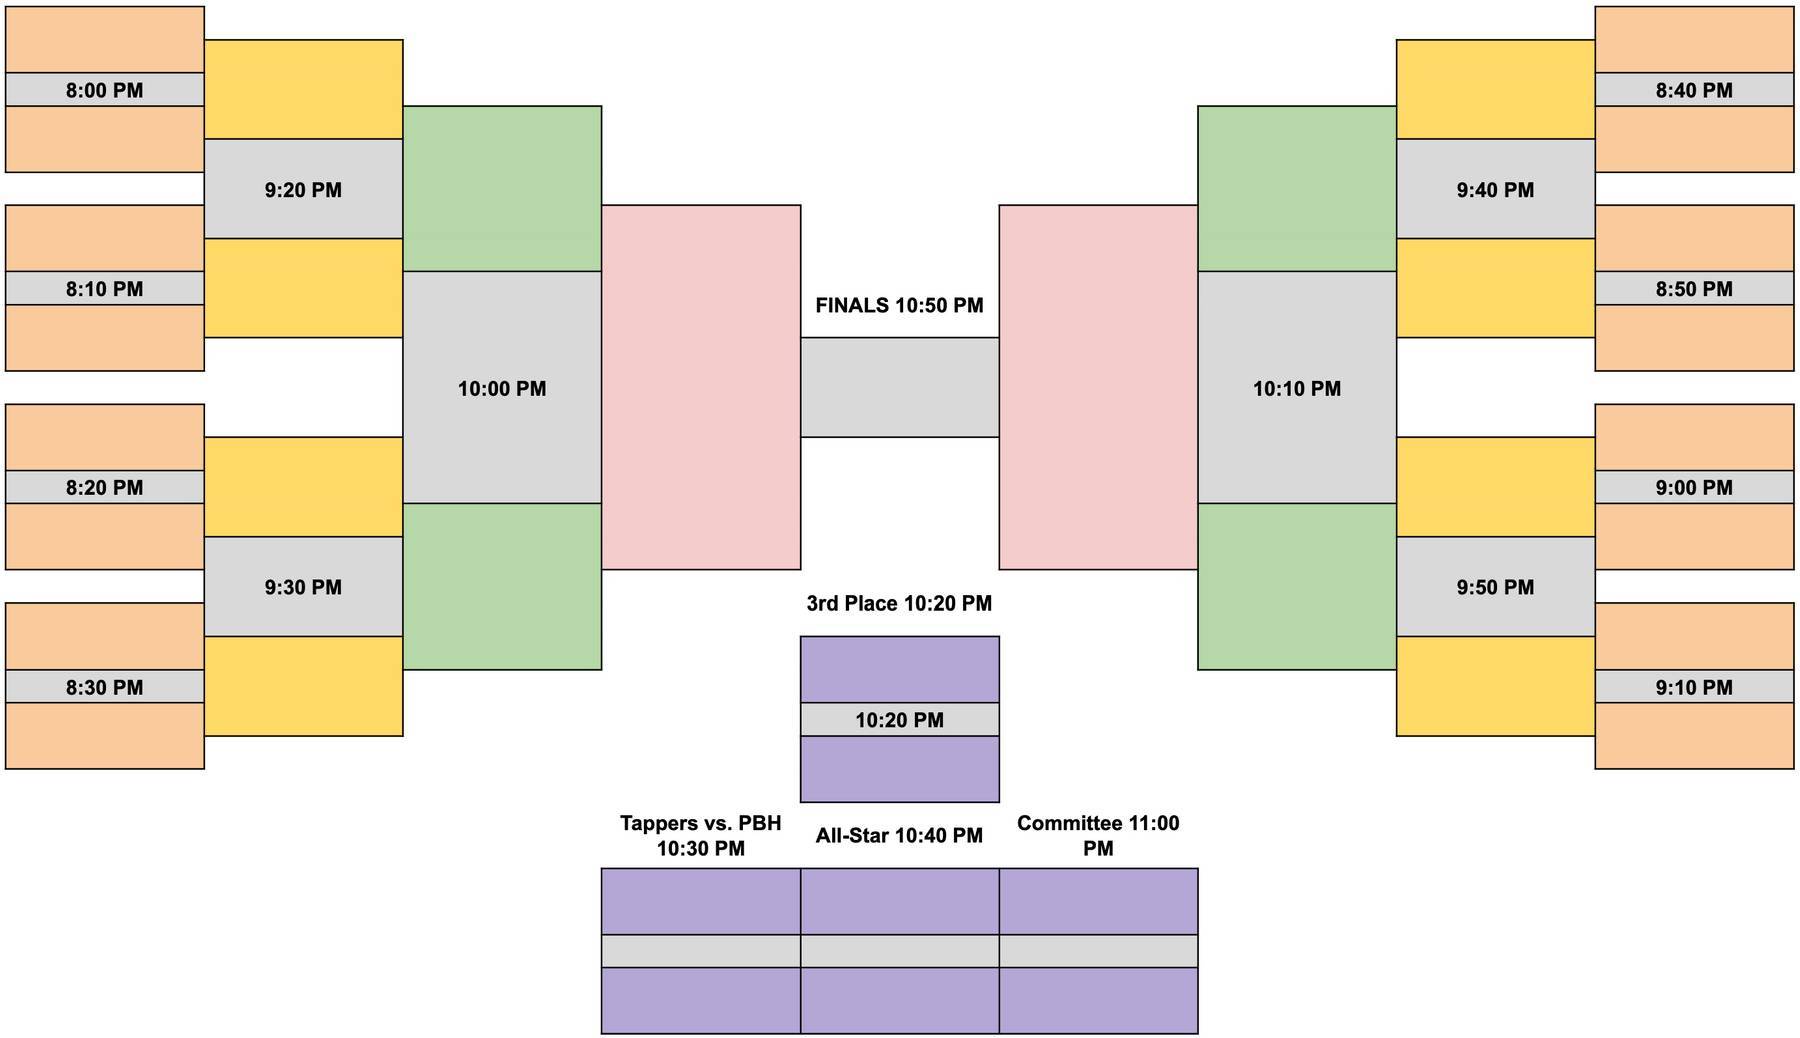 8:00 PM
8:40 PM
9:20 PM
9:40 PM
8:10 PM
8:50 PM
FINALS 10:50 PM
10:00 PM
10:10 PM
8:20 PM
9:00 PM
9:30 PM
9:50 PM
3rd Place 10:20 PM
8:30 PM
9:10 PM
10:20 PM
Tappers vs. PBH
10:30 PM
All-Star 10:40 PM
Committee 11:00
PM